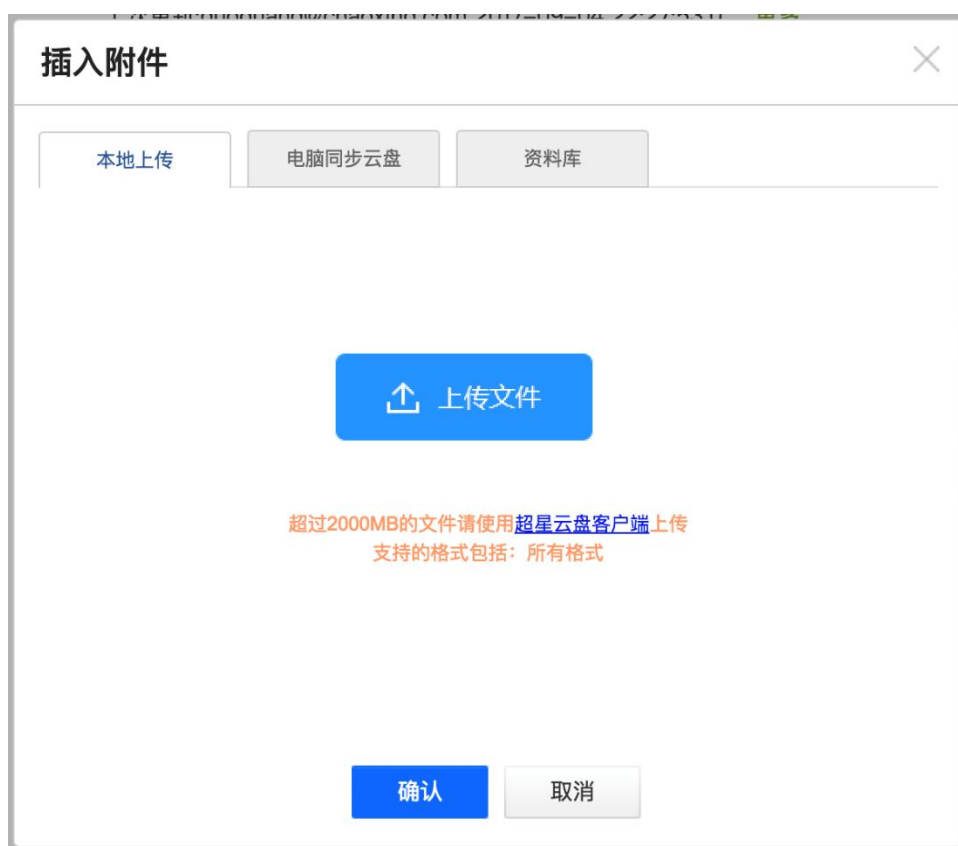 插入附件
本地上传
电脑同步云盘
资料库
上传文件
超过2000MB的文件请使用超星云盘客户端上传
支持的格式包括：所有格式
确认
取消